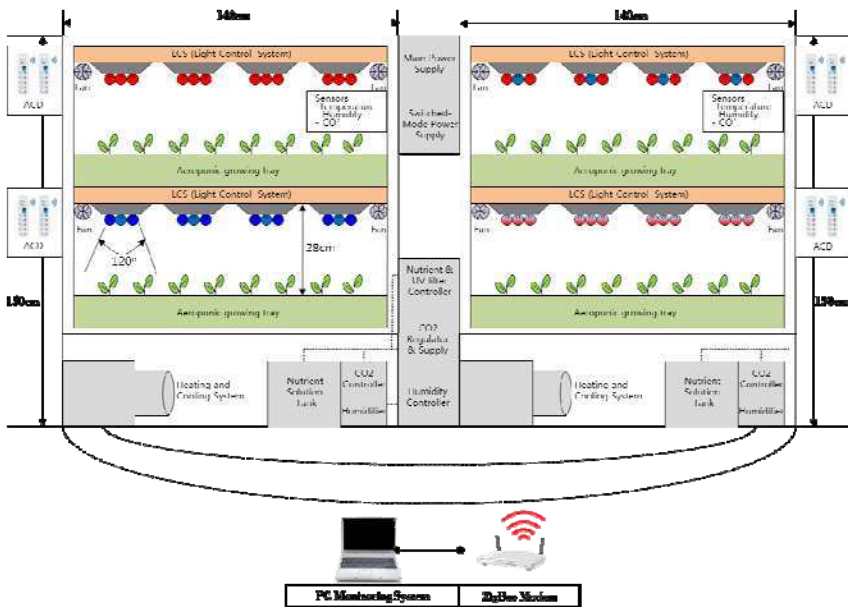 140cm
140cm
LCS (Light Control System)
LCS (Light Control System)
Fan
Fan
Fan
Fan
ACD
ACD
Sensors
- Temperature
- Humidity
- CO
Sensors
- Temperature
- Humidity
- CO
Main Power
Supply
Switched-
Mode Power
Supply
Aeroponic growing tray
Aeroponic growing tray
LCS (Light Control System)
LCS (Light Control System)
Fan
Fan
Fan
Fan
ACD
ACD
120°
28cm
150cm
Aeroponic growing tray
Aeroponic growing tray
Nutrient &
UV filter
Controller
CO2
Regulator
& Supply
Humidity
Controller
Heating and
Cooling System
Nutrient
Solution
Tank
CO2
Controller
Humidifier
Heating and
Cooling System
Nutrient
Solution
Tank
CO2
Controller
Humidifier
PC Monitoring System
ZigBee Modem